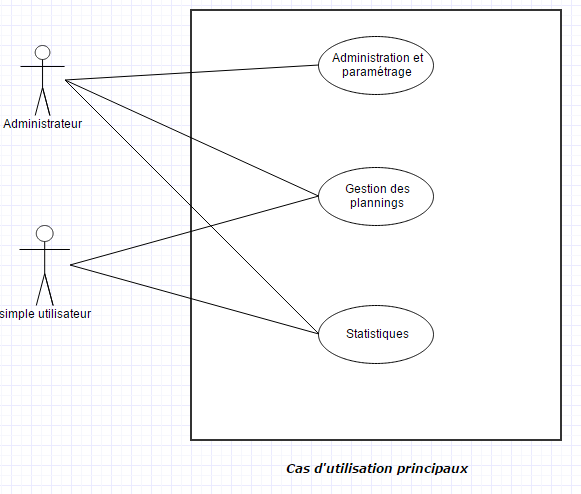 Administration et
paramétrage
Administrateur
Gestion des
plannings
simple utilisateur
Statistiques
Cas d'utilisation principaux